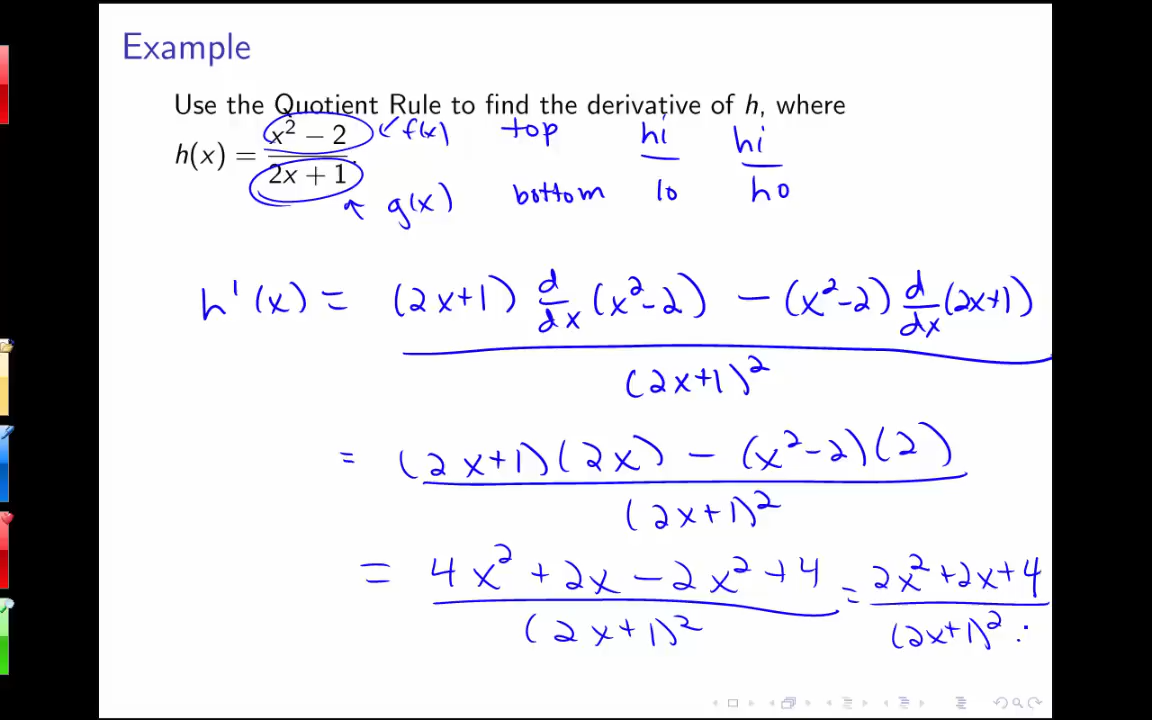 Example
Use the Quotient Rule to find the derivative of h, where
h(x) = (x² − 2)/(2x + 1).
↙ f(x) top hi hi
↖ g(x) bottom lo ho
h'(x) = ((2x+1) d/dx (x²-2) − (x²-2) d/dx (2x+1))/(2x+1)²
= ((2x+1)(2x) − (x²-2)(2))/(2x+1)²
= (4x² + 2x − 2x² + 4)/(2x+1)² = (2x²+2x+4)/(2x+1)² .